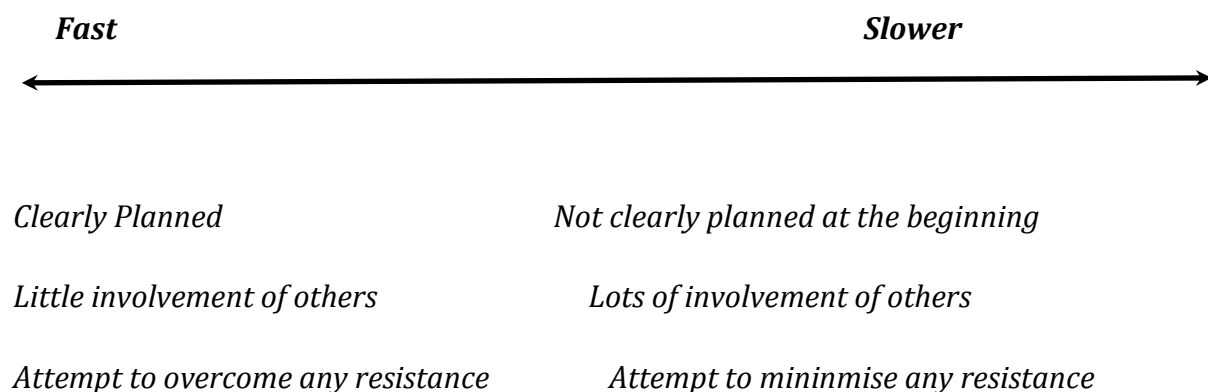 Fast Slower
Clearly Planned Not clearly planned at the beginning
Little involvement of others Lots of involvement of others
Attempt to overcome any resistance Attempt to mininmise any resistance